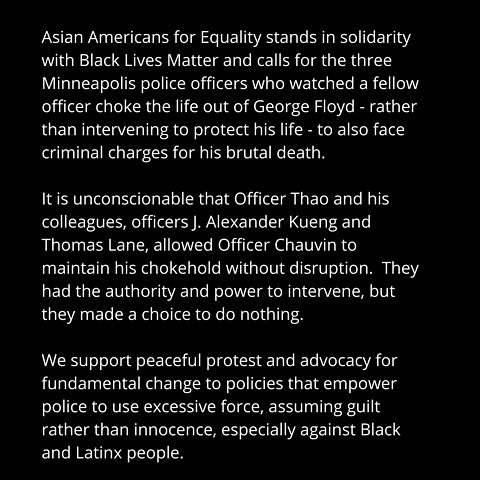 Asian Americans for Equality stands in solidarity
with Black Lives Matter and calls for the three
Minneapolis police officers who watched a fellow
officer choke the life out of George Floyd - rather
than intervening to protect his life - to also face
criminal charges for his brutal death.
It is unconscionable that Officer Thao and his
colleagues, officers J. Alexander Kueng and
Thomas Lane, allowed Officer Chauvin to
maintain his chokehold without disruption.  They
had the authority and power to intervene, but
they made a choice to do nothing.
We support peaceful protest and advocacy for
fundamental change to policies that empower
police to use excessive force, assuming guilt
rather than innocence, especially against Black
and Latinx people.